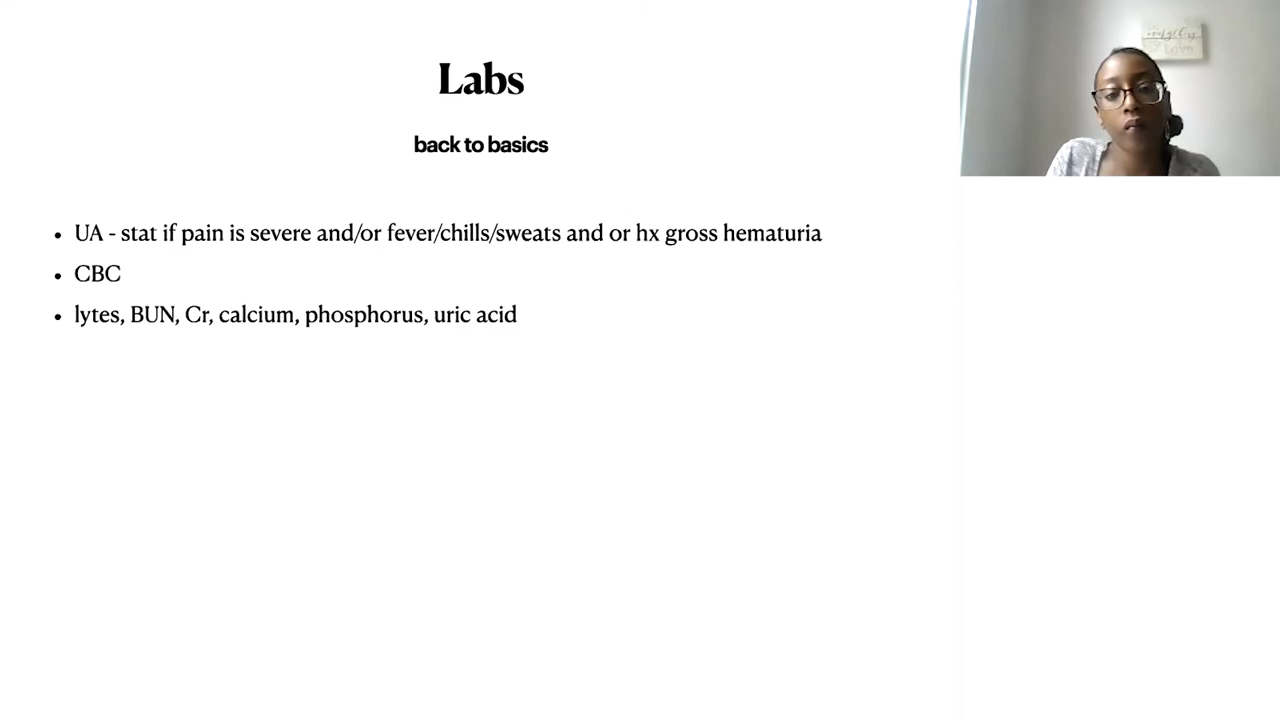 Labs
back to basics
• UA - stat if pain is severe and/or fever/chills/sweats and or hx gross hematuria
• CBC
• lytes, BUN, Cr, calcium, phosphorus, uric acid
Love